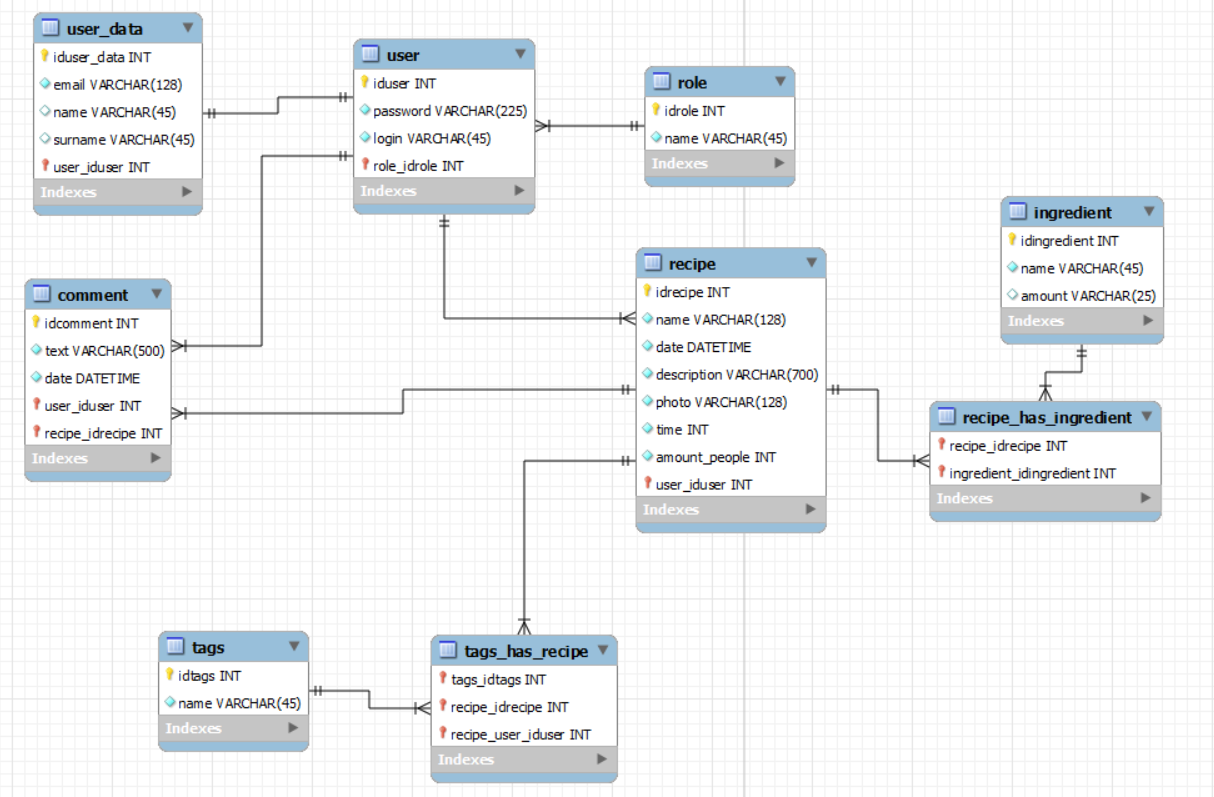 user_data
iduser_data INT
email VARCHAR(128)
name VARCHAR(45)
surname VARCHAR(45)
user_iduser INT
Indexes
user
iduser INT
password VARCHAR(225)
login VARCHAR(45)
role_idrole INT
Indexes
role
idrole INT
name VARCHAR(45)
Indexes
ingredient
idingredient INT
name VARCHAR(45)
amount VARCHAR(25)
Indexes
comment
idcomment INT
text VARCHAR(500)
date DATETIME
user_iduser INT
recipe_idrecipe INT
Indexes
recipe
idrecipe INT
name VARCHAR(128)
date DATETIME
description VARCHAR(700)
photo VARCHAR(128)
time INT
amount_people INT
user_iduser INT
Indexes
recipe_has_ingredient
recipe_idrecipe INT
ingredient_idingredient INT
Indexes
tags
idtags INT
name VARCHAR(45)
Indexes
tags_has_recipe
tags_idtags INT
recipe_idrecipe INT
recipe_user_iduser INT
Indexes